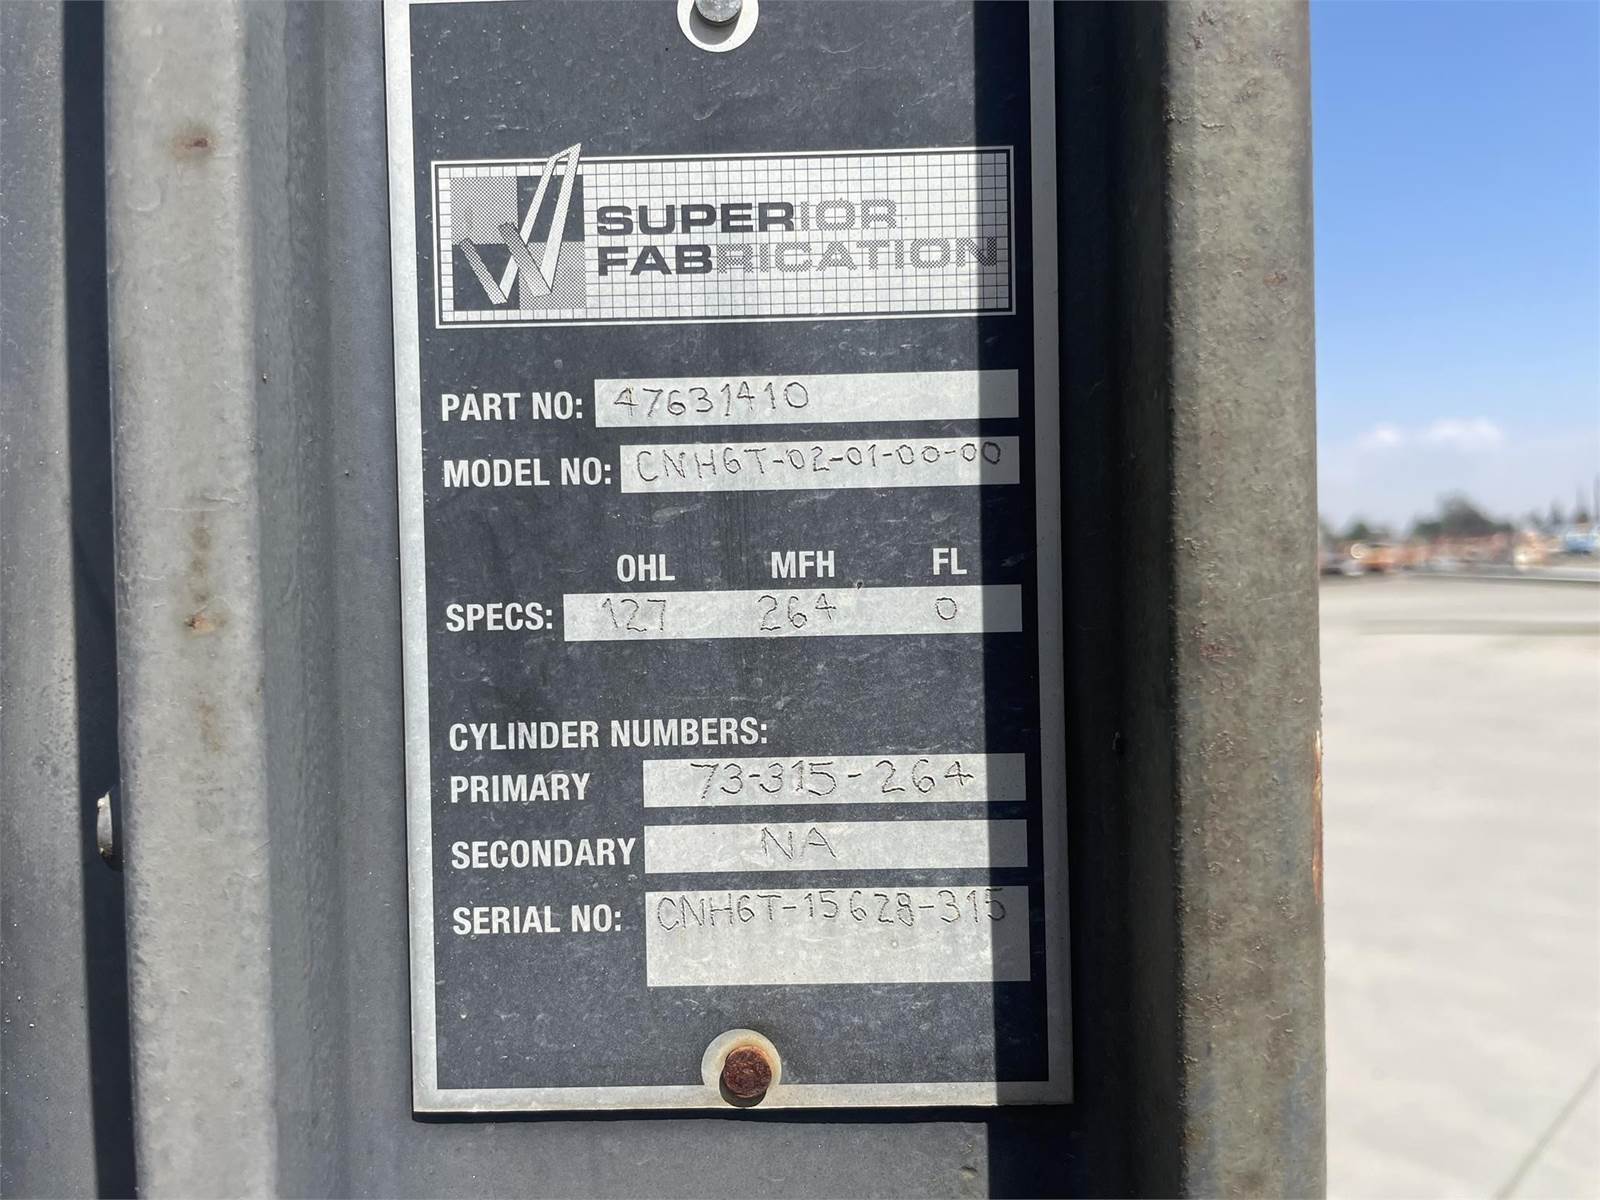 SUPERIOR
FABRICATION
PART NO: 47631410
MODEL NO: CNH6T-02-01-00-00
OHL MFH FL
SPECS: 127 264 0
CYLINDER NUMBERS:
PRIMARY 73-315-264
SECONDARY NA
SERIAL NO: CNH6T-15628-315